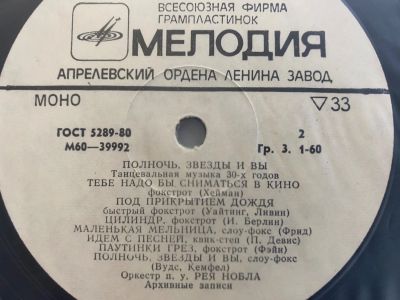 ВСЕСОЮЗНАЯ ФИРМА
ГРАМПЛАСТИНОК
МЕЛОДИЯ
АПРЕЛЕВСКИЙ ОРДЕНА ЛЕНИНА ЗАВОД
МОНО ▽33
ГОСТ 5289-80 2
М60—39992 Гр. 3. 1-60
ПОЛНОЧЬ, ЗВЕЗДЫ И ВЫ
Танцевальная музыка 30-х годов
ТЕБЕ НАДО БЫ СНИМАТЬСЯ В КИНО
фокстрот (Хейман)
ПОД ПРИКРЫТИЕМ ДОЖДЯ
быстрый фокстрот (Уайтинг, Ливин)
ЦИЛИНДР, фокстрот (И. Берлин)
МАЛЕНЬКАЯ МЕЛЬНИЦА, слоу-фокс (Фрид)
ИДЕМ С ПЕСНЕЙ, квик-степ (П. Девис)
ПАУТИНКИ ГРЕЗ, фокстрот (Фэйн)
ПОЛНОЧЬ, ЗВЕЗДЫ И ВЫ, слоу-фокс
(Вудс, Кемфел)
Оркестр п. у. РЕЯ НОБЛА
Архивные записи